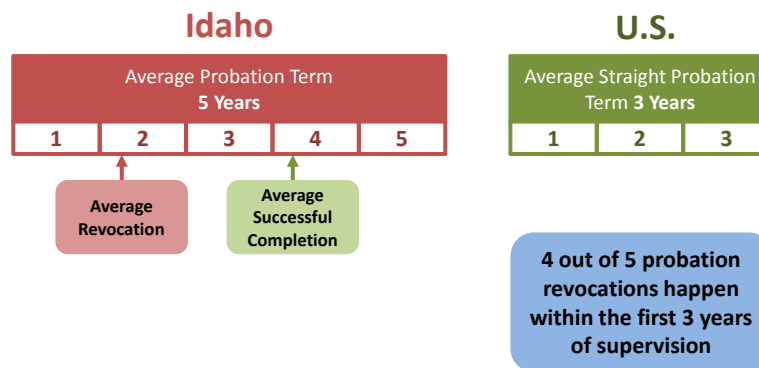 Idaho
Average Probation Term
5 Years
1 2 3 4 5
Average
Revocation
Average
Successful
Completion
U.S.
Average Straight Probation
Term 3 Years
1 2 3
4 out of 5 probation
revocations happen
within the first 3 years
of supervision